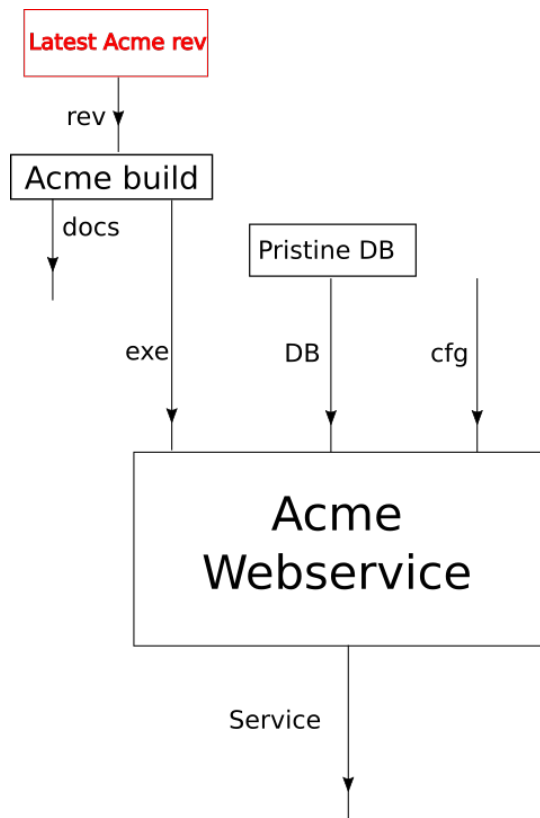 Latest Acme rev
rev
Acme build
docs
Pristine DB
exe
DB
cfg
Acme
Webservice
Service